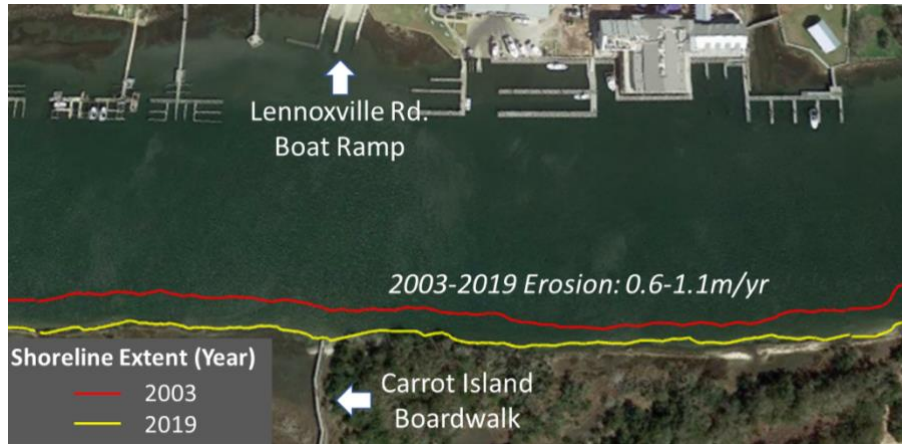 Lennoxville Rd.
Boat Ramp
2003-2019 Erosion: 0.6-1.1m/yr
Shoreline Extent (Year)
2003
2019
Carrot Island
Boardwalk